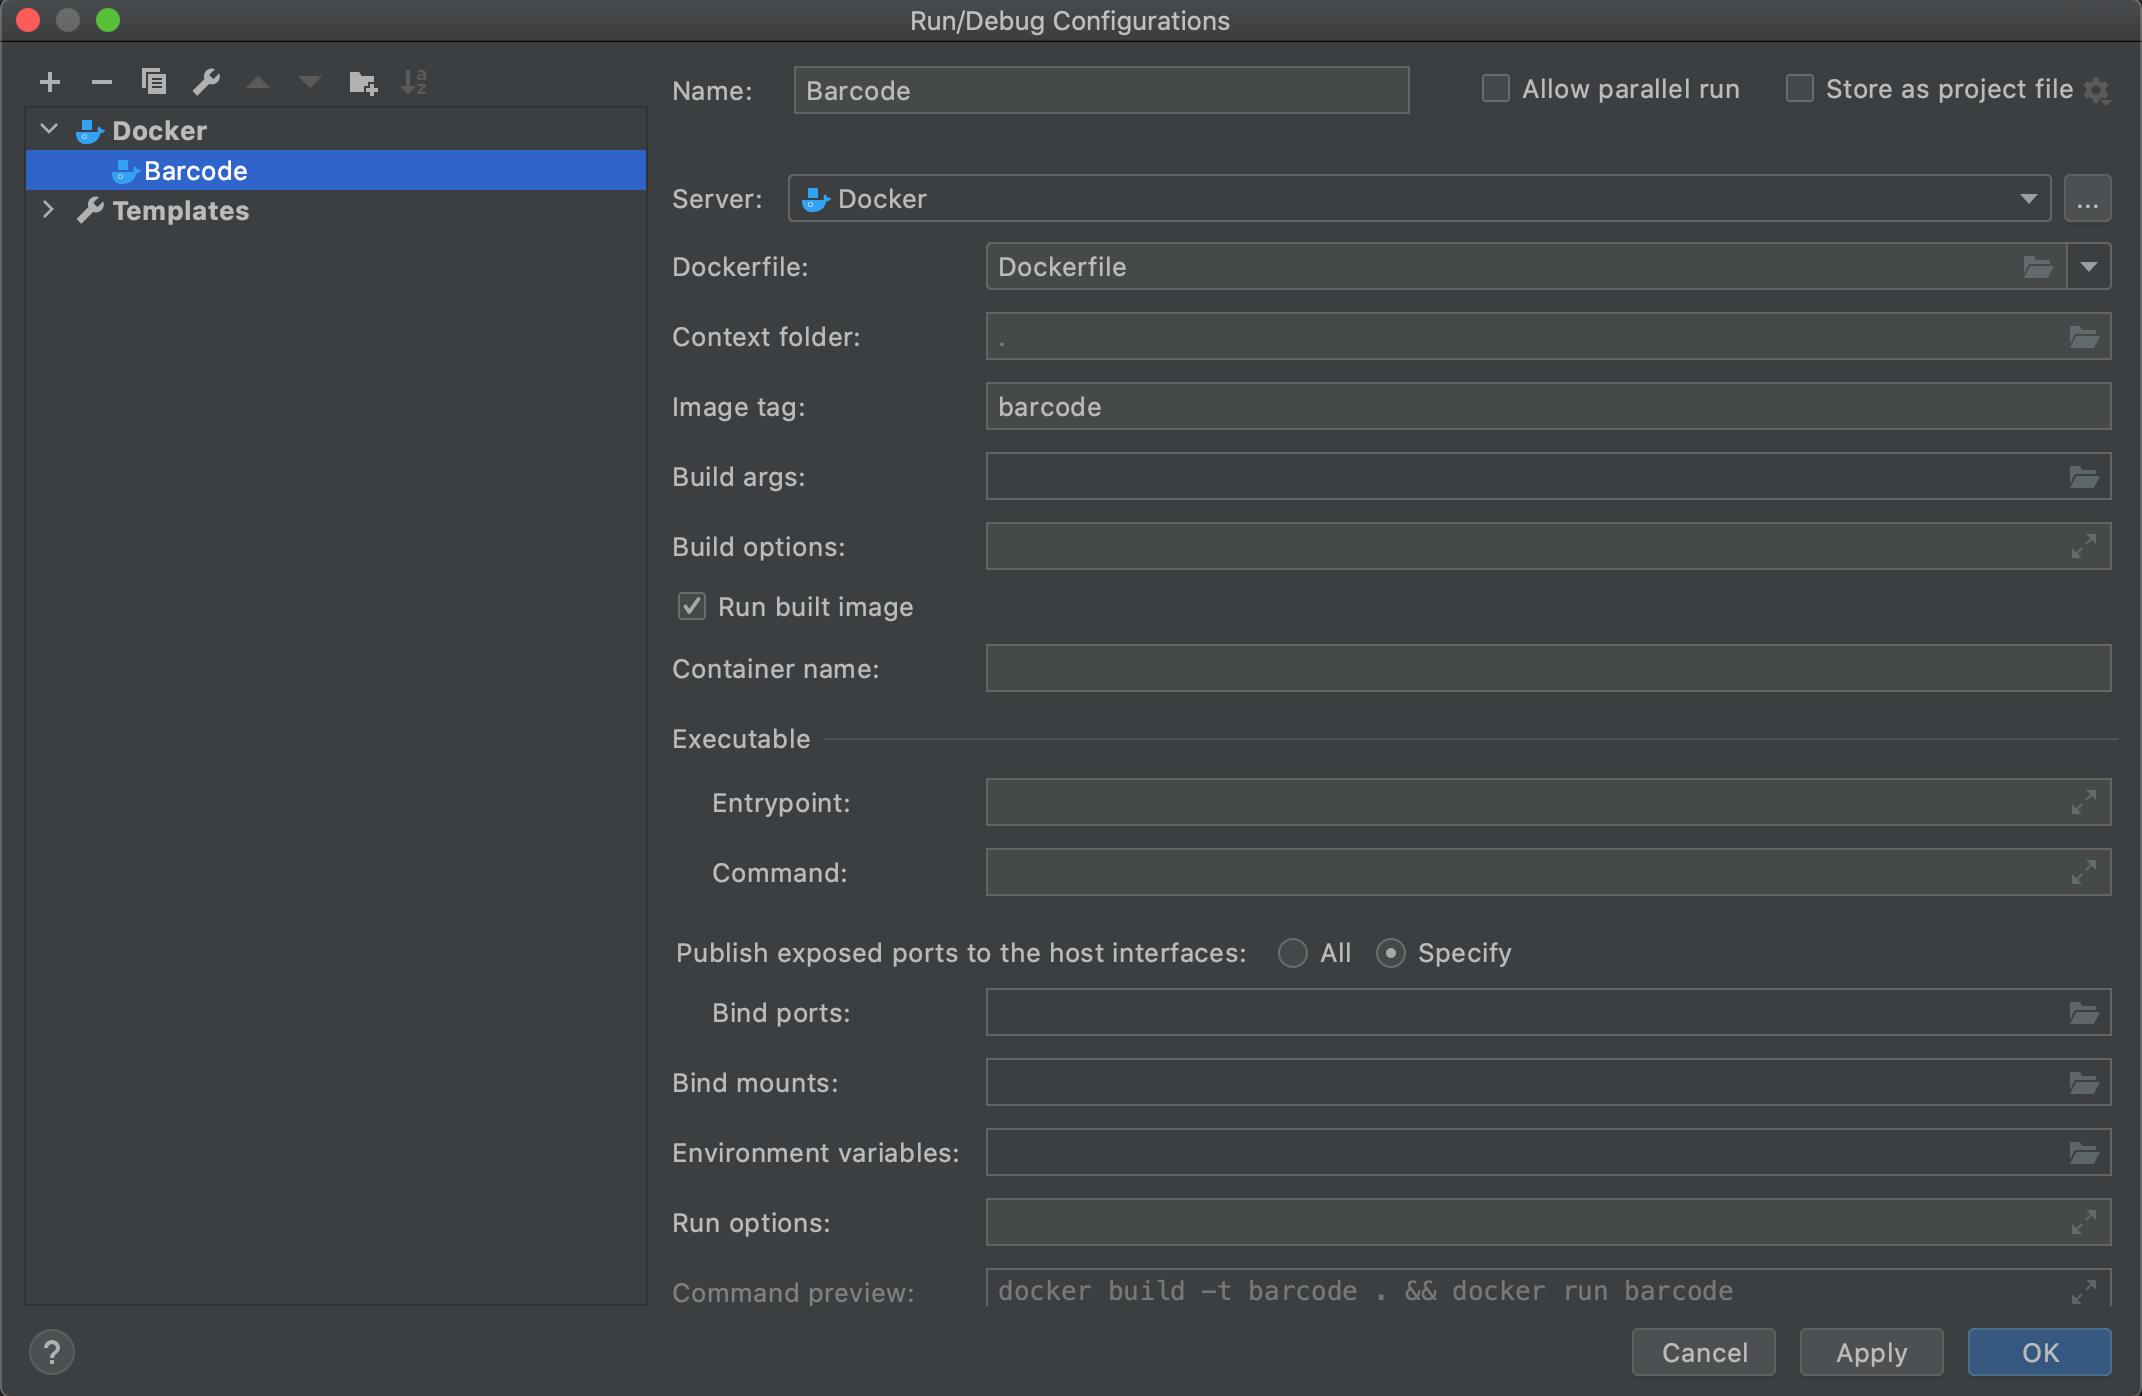 Run/Debug Configurations
Name: Barcode Allow parallel run Store as project file
Docker
Barcode
Templates
Server: Docker ...
Dockerfile: Dockerfile
Context folder: .
Image tag: barcode
Build args:
Build options:
Run built image
Container name:
Executable
Entrypoint:
Command:
Publish exposed ports to the host interfaces: All Specify
Bind ports:
Bind mounts:
Environment variables:
Run options:
Command preview: docker build -t barcode . && docker run barcode
? Cancel Apply OK